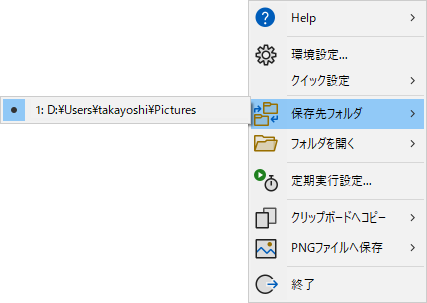 Help
環境設定...
クイック設定
保存先フォルダ
1: D:¥Users¥takayoshi¥Pictures
フォルダを開く
定期実行設定...
クリップボードへコピー
PNGファイルへ保存
終了